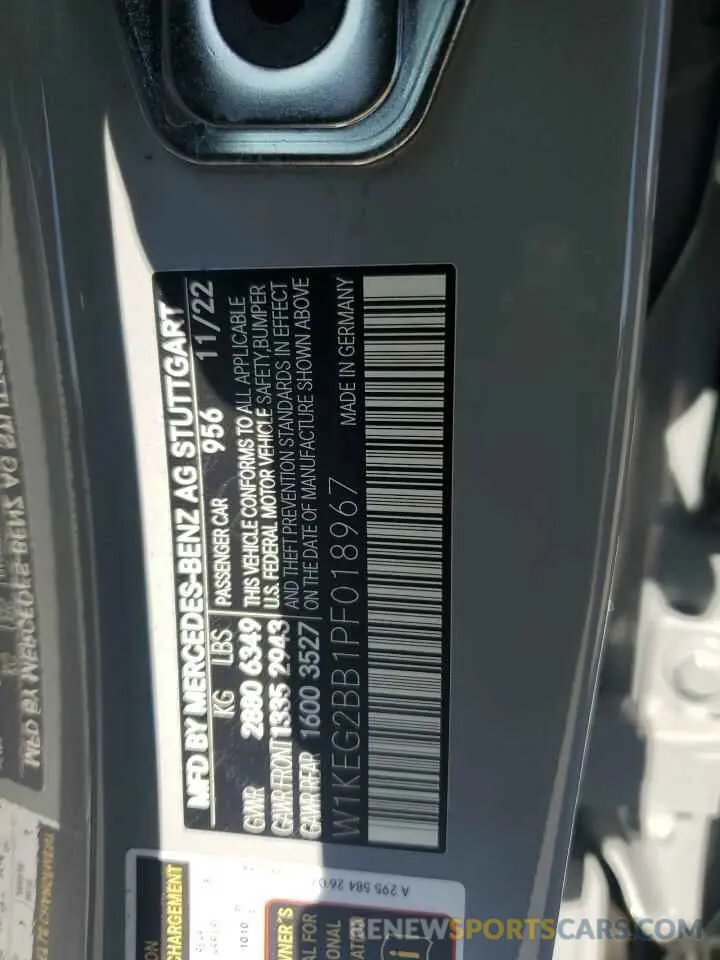 MFD BY MERCEDES-BENZ AG STUTTGART
KG LBS 956 11/22
GVWR 2880 6349
GAWR FRONT 1335 2943
GAWR REAR 1600 3527
PASSENGER CAR
THIS VEHICLE CONFORMS TO ALL APPLICABLE
U.S. FEDERAL MOTOR VEHICLE SAFETY,BUMPER
AND THEFT PREVENTION STANDARDS IN EFFECT
ON THE DATE OF MANUFACTURE SHOWN ABOVE
W1KEG2BB1PF018967 MADE IN GERMANY
A 295 584
1010
RENEWSPORTSCARS.COM